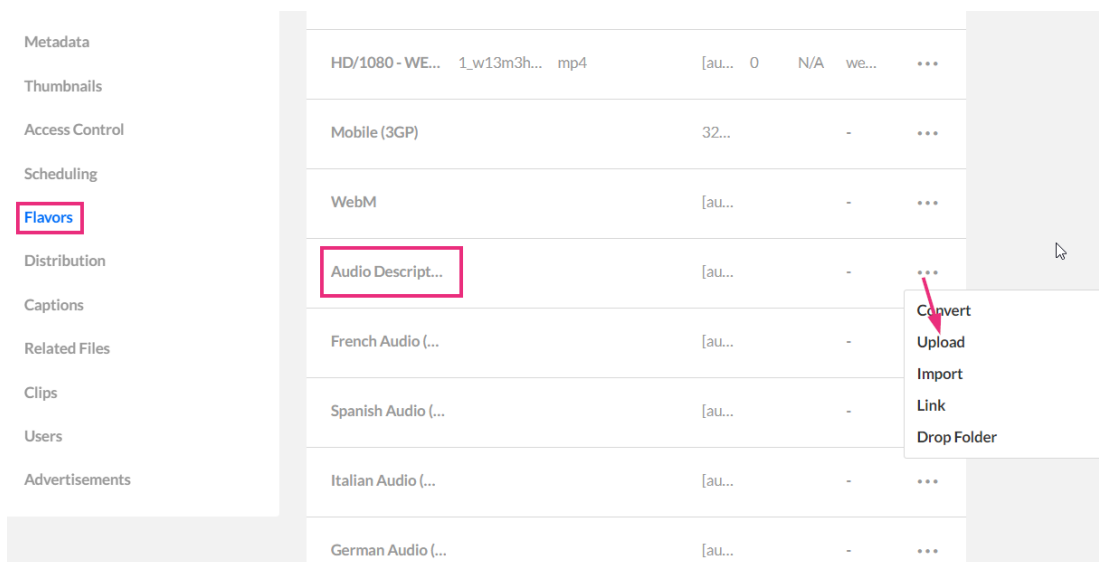 Metadata
Thumbnails
Access Control
Scheduling
Flavors
Distribution
Captions
Related Files
Clips
Users
Advertisements
HD/1080 - WE... 1_w13m3h... mp4 [au... 0 N/A we... •••
Mobile (3GP) 32... - •••
WebM [au... - •••
Audio Descript... [au... - •••
French Audio (... [au... -
Spanish Audio (... [au... -
Italian Audio (... [au... - •••
German Audio (... [au... - •••
Convert
Upload
Import
Link
Drop Folder